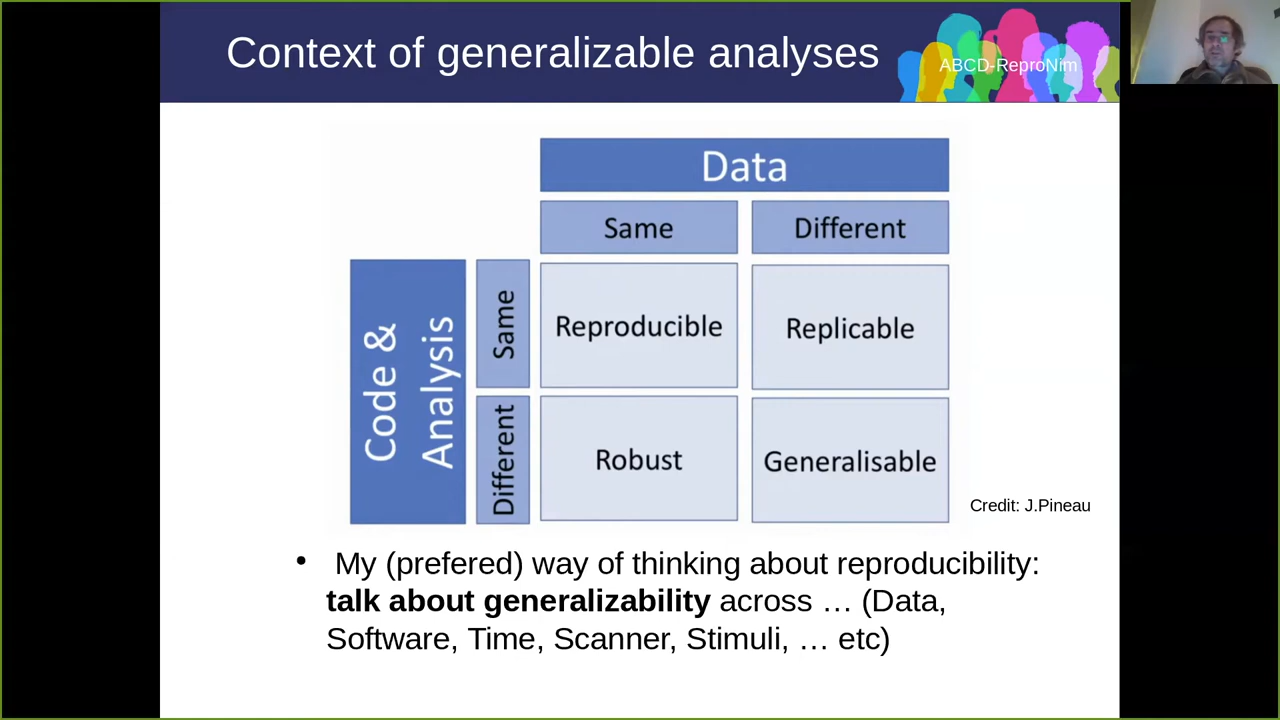 Context of generalizable analyses
ABCD-ReproNim
Data
Same
Different
Code &
Analysis
Same
Reproducible
Replicable
Different
Robust
Generalisable
Credit: J.Pineau
• My (prefered) way of thinking about reproducibility:
talk about generalizability across … (Data,
Software, Time, Scanner, Stimuli, … etc)